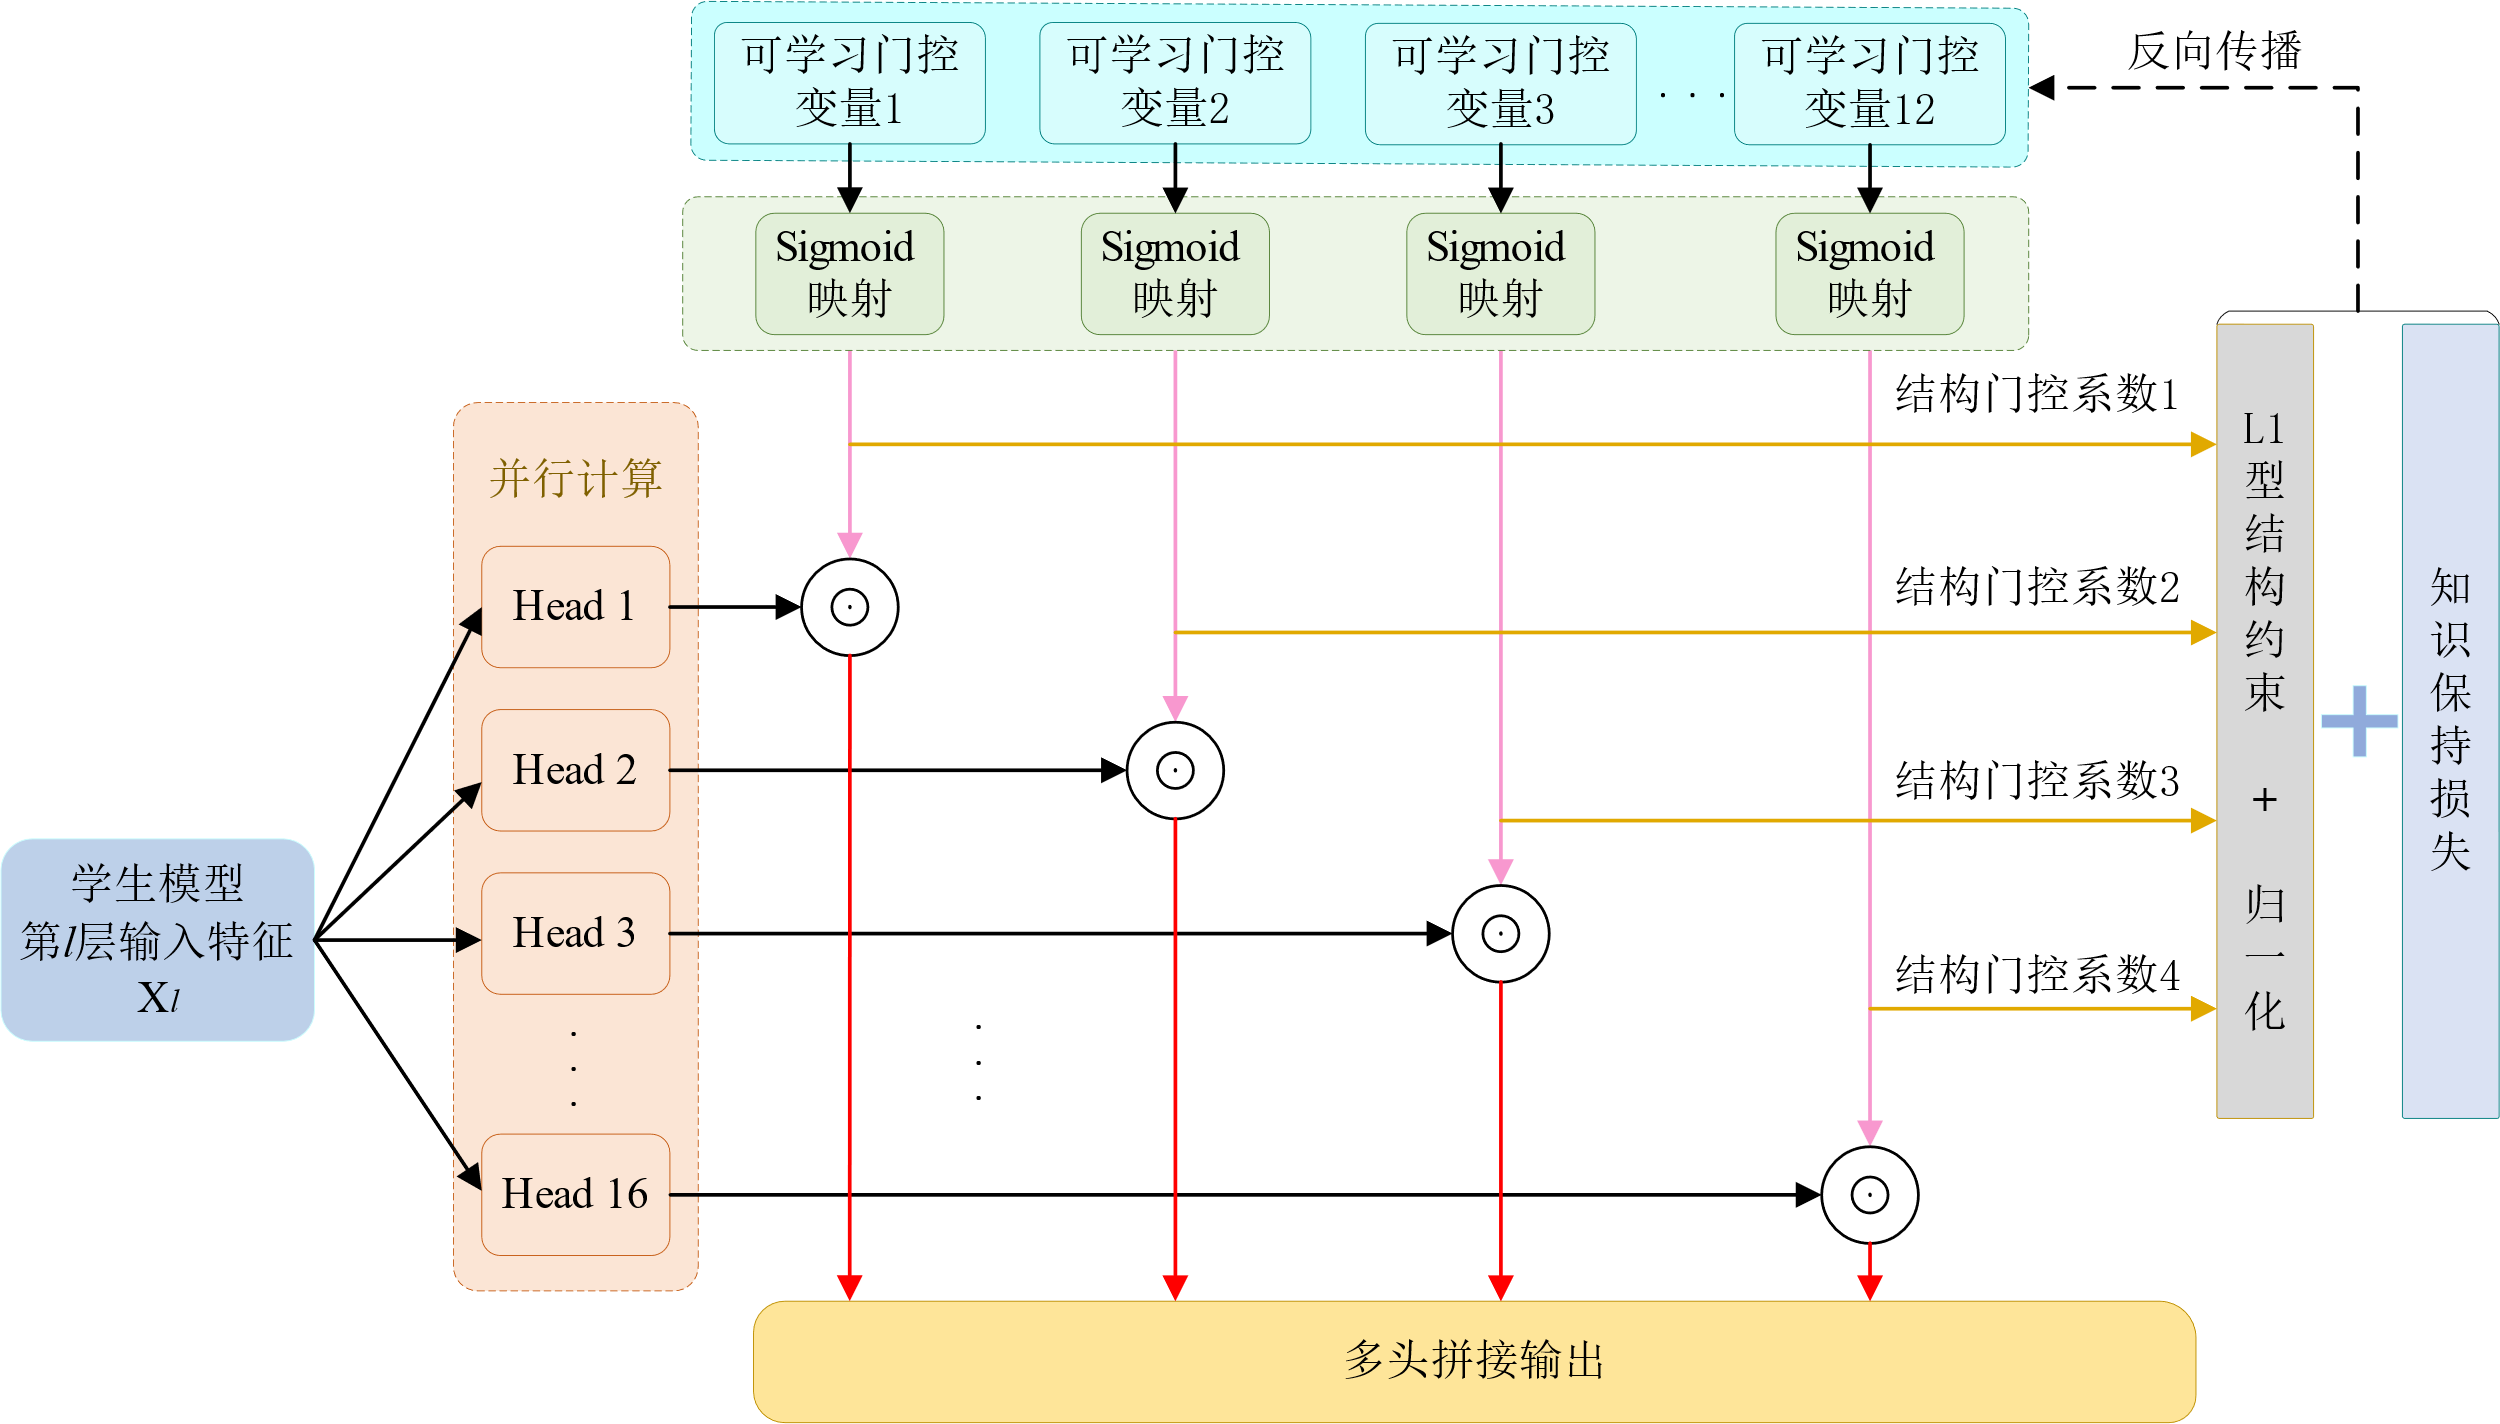 可学习门控
变量1
可学习门控
变量2
可学习门控
变量3
. . .
可学习门控
变量12
反向传播
Sigmoid
映射
Sigmoid
映射
Sigmoid
映射
Sigmoid
映射
结构门控系数1
结构门控系数2
结构门控系数3
结构门控系数4
L1型结构约束 + 归一化
知识保持损失
并行计算
Head 1
Head 2
Head 3
Head 16
学生模型
第l层输入特征
Xl
多头拼接输出